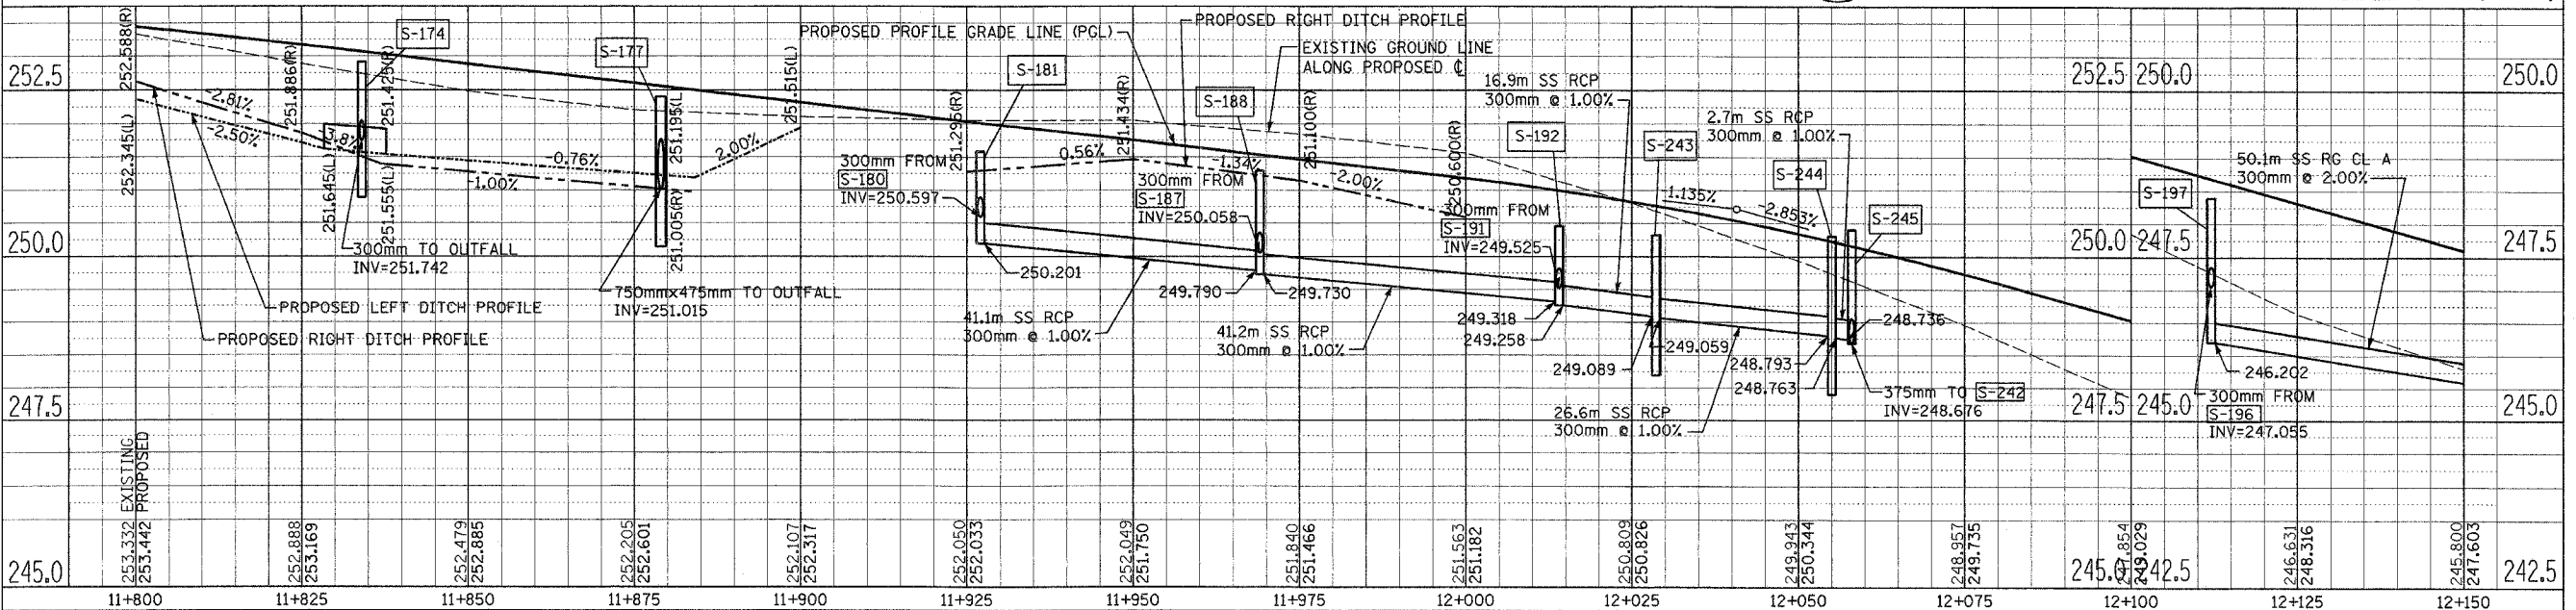 252.5
250.0
247.5
245.0
252.345(L)
252.588(R)
-2.81%
-2.50%
251.886(R)
S-174
251.425(R)
-3.8%
251.645(L)
251.555(L)
300mm TO OUTFALL
INV=251.742
PROPOSED LEFT DITCH PROFILE
PROPOSED RIGHT DITCH PROFILE
-0.76%
-1.00%
S-177
251.195(L
251.005(R)
2.00%
251.515(L)
750mmx475mm TO OUTFALL
INV=251.015
PROPOSED PROFILE GRADE LINE (PGL)
PROPOSED RIGHT DITCH PROFILE
EXISTING GROUND LINE
ALONG PROPOSED ℄
300mm FROM
S-180
INV=250.597
251.295(R)
S-181
0.56%
251.434(R)
250.201
41.1m SS RCP
300mm @ 1.00%
S-188
-1.34%
300mm FROM
S-187
INV=250.058
251.100(R)
-2.00%
249.790
249.730
41.2m SS RCP
300mm @ 1.00%
250.600(R)
300mm FROM
S-191
INV=249.525
16.9m SS RCP
300mm @ 1.00%
S-192
249.318
249.258
S-243
249.089
249.059
2.7m SS RCP
300mm @ 1.00%
-1.135%
-2.853%
S-244
S-245
248.736
248.793
248.763
375mm TO S-242
INV=248.676
26.6m SS RCP
300mm @ 1.00%
252.5 250.0
250.0 247.5
247.5 245.0
245.0 242.5
S-197
50.1m SS RG CL A
300mm @ 2.00%
246.202
300mm FROM
S-196
INV=247.055
250.0
247.5
245.0
242.5
EXISTING
PROPOSED
253.332
253.442
252.888
253.169
252.479
252.885
252.205
252.601
252.107
252.317
252.050
252.033
252.049
251.750
251.840
251.466
251.563
251.182
250.809
250.826
249.943
250.344
248.957
249.735
247.854
249.029
246.631
248.316
245.800
247.603
11+800
11+825
11+850
11+875
11+900
11+925
11+950
11+975
12+000
12+025
12+050
12+075
12+100
12+125
12+150